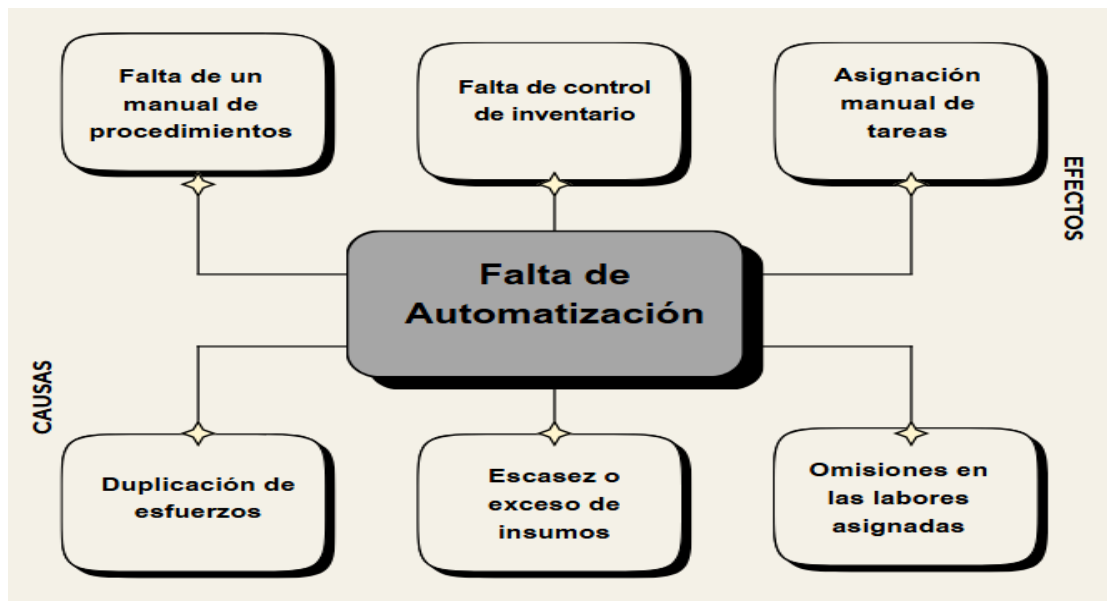 Falta de un
manual de
procedimientos
Falta de control
de inventario
Asignación
manual de
tareas
EFECTOS
Falta de
Automatización
CAUSAS
Duplicación de
esfuerzos
Escasez o
exceso de
insumos
Omisiones en
las labores
asignadas